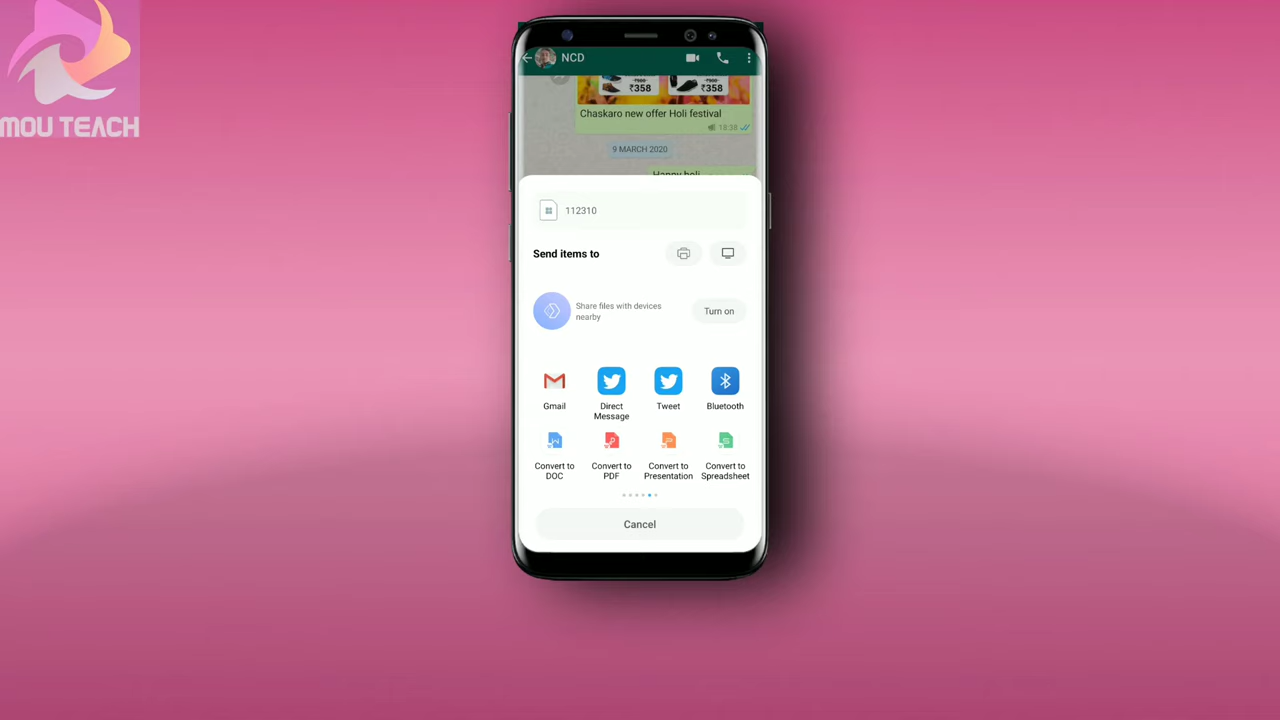 MOU TEACH
NCD
₹358
₹358
Chaskaro new offer Holi festival
18:38
9 MARCH 2020
Happy holi
112310
Send items to
Share files with devices
nearby
Turn on
Gmail
Direct
Message
Tweet
Bluetooth
Convert to
DOC
Convert to
PDF
Convert to
Presentation
Convert to
Spreadsheet
Cancel